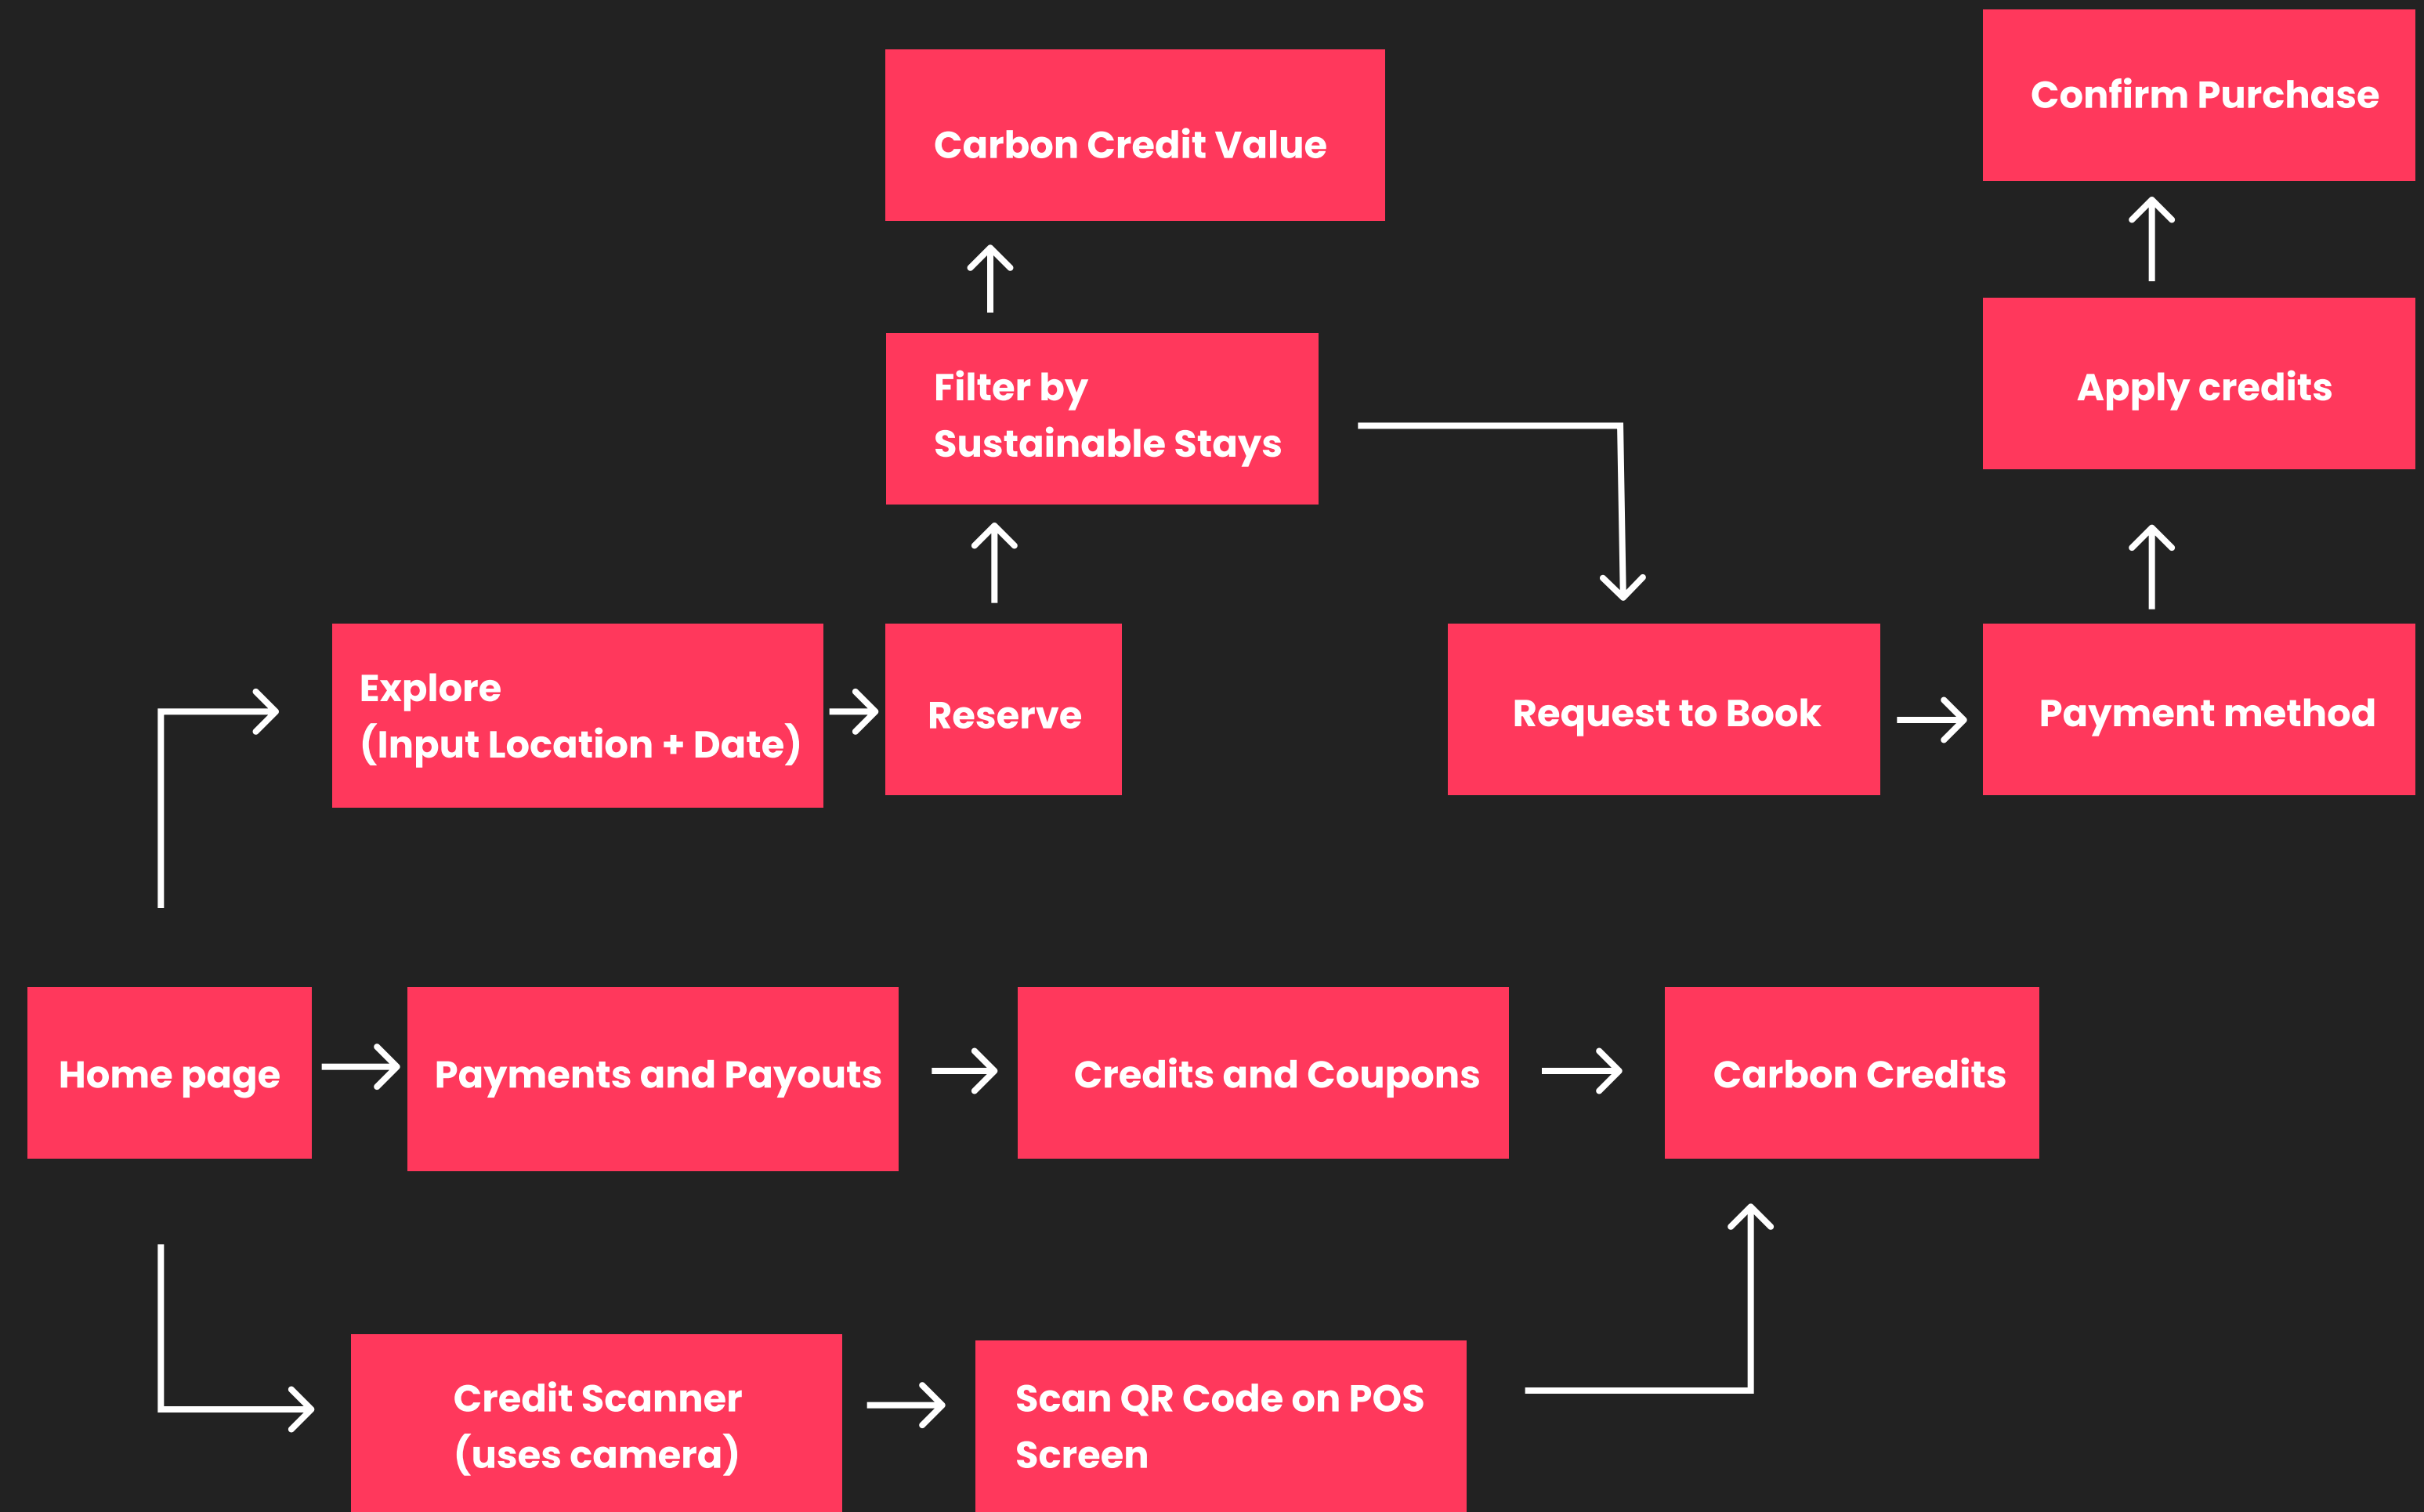 Confirm Purchase
Carbon Credit Value
Apply credits
Filter by
Sustainable Stays
Explore
(Input Location + Date)
Reserve
Request to Book
Payment method
Home page
Payments and Payouts
Credits and Coupons
Carbon Credits
Credit Scanner
(uses camera)
Scan QR Code on POS
Screen